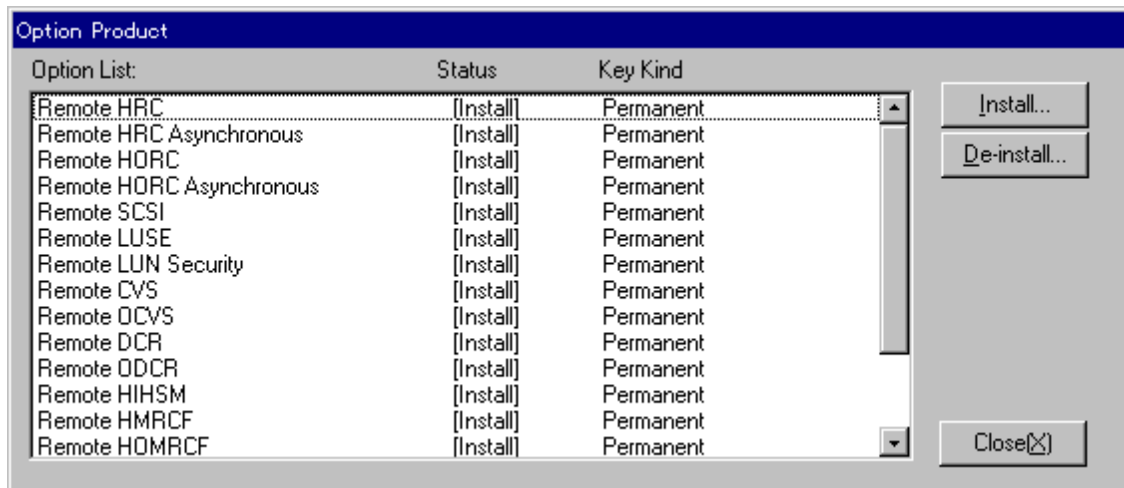 Option Product
Option List: Status Key Kind
Remote HRC [Install] Permanent
Remote HRC Asynchronous [Install] Permanent
Remote HORC [Install] Permanent
Remote HORC Asynchronous [Install] Permanent
Remote SCSI [Install] Permanent
Remote LUSE [Install] Permanent
Remote LUN Security [Install] Permanent
Remote CVS [Install] Permanent
Remote OCVS [Install] Permanent
Remote DCR [Install] Permanent
Remote ODCR [Install] Permanent
Remote HIHSM [Install] Permanent
Remote HMRCF [Install] Permanent
Remote HOMRCF [Install] Permanent
Install...
De-install...
Close(X)